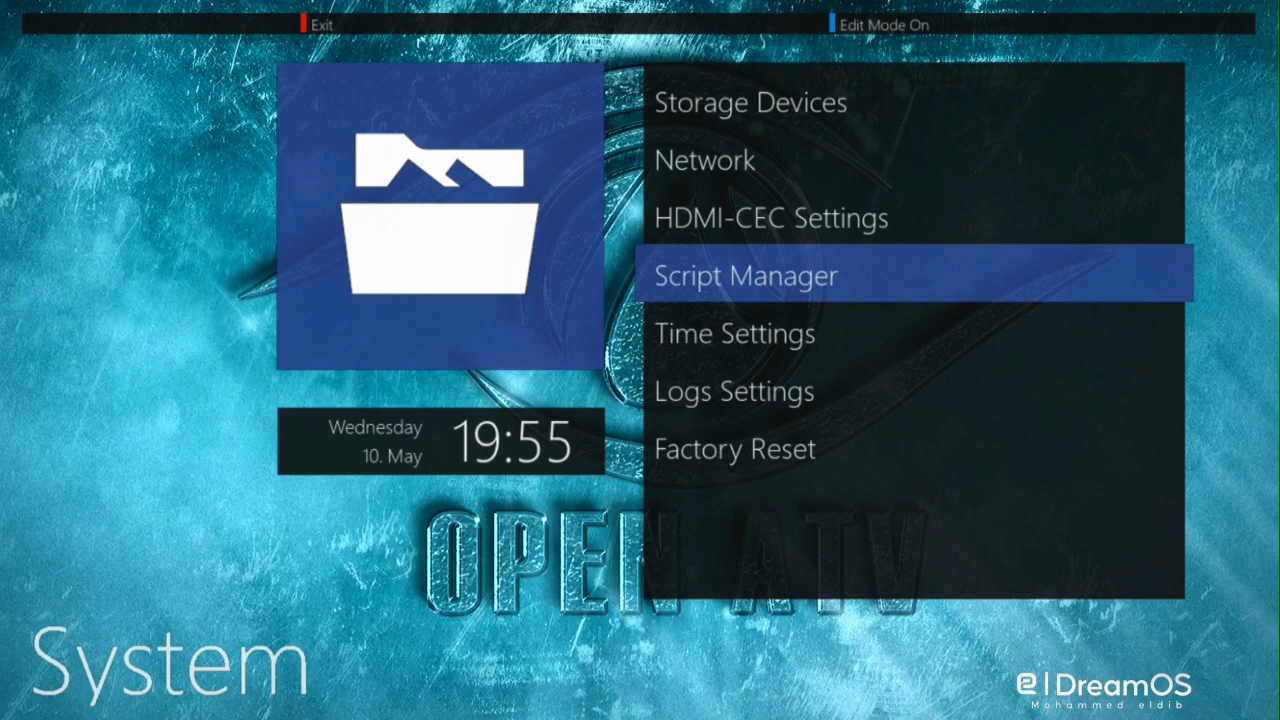 Exit
Edit Mode On
Storage Devices
Network
HDMI-CEC Settings
Script Manager
Time Settings
Logs Settings
Factory Reset
Wednesday
10. May
19:55
OPEN ATV
System
DreamOS
Mohammed eldib